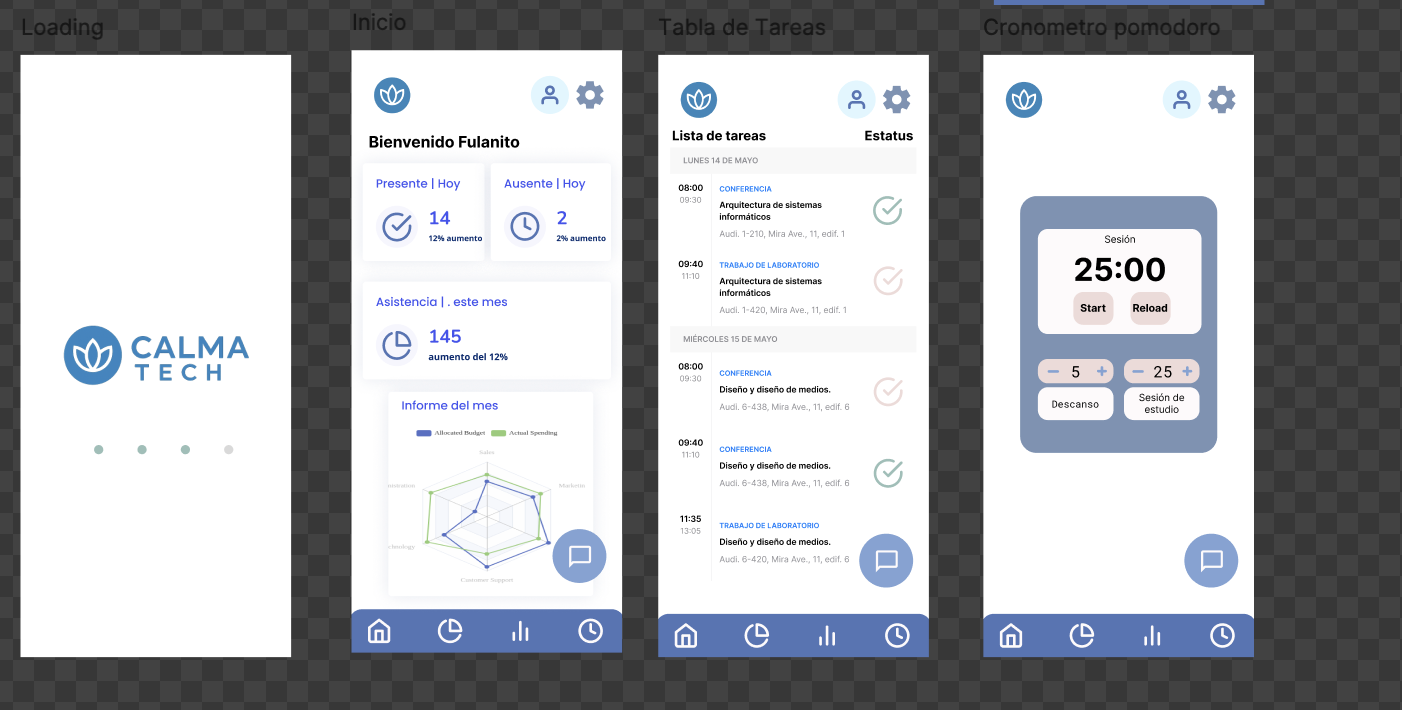 Loading
CALMA
TECH
Inicio
Bienvenido Fulanito
Presente | Hoy
14
12% aumento
Ausente | Hoy
2
2% aumento
Asistencia | . este mes
145
aumento del 12%
Informe del mes
Allocated Budget
Actual Spending
Sales
Marketin
Customer Support
chnology
Tabla de Tareas
Lista de tareas
Estatus
LUNES 14 DE MAYO
08:00
09:30
CONFERENCIA
Arquitectura de sistemas
informáticos
Audi. 1-210, Mira Ave., 11, edif. 1
09:40
11:10
TRABAJO DE LABORATORIO
Arquitectura de sistemas
informáticos
Audi. 1-420, Mira Ave., 11, edif. 1
MIÉRCOLES 15 DE MAYO
08:00
09:30
CONFERENCIA
Diseño y diseño de medios.
Audi. 6-438, Mira Ave., 11, edif. 6
09:40
11:10
CONFERENCIA
Diseño y diseño de medios.
Audi. 6-438, Mira Ave., 11, edif. 6
11:35
13:05
TRABAJO DE LABORATORIO
Diseño y diseño de medios.
Audi. 6-420, Mira Ave., 11, edif. 6
Cronometro pomodoro
Sesión
25:00
Start
Reload
− 5 +
− 25 +
Descanso
Sesión de
estudio